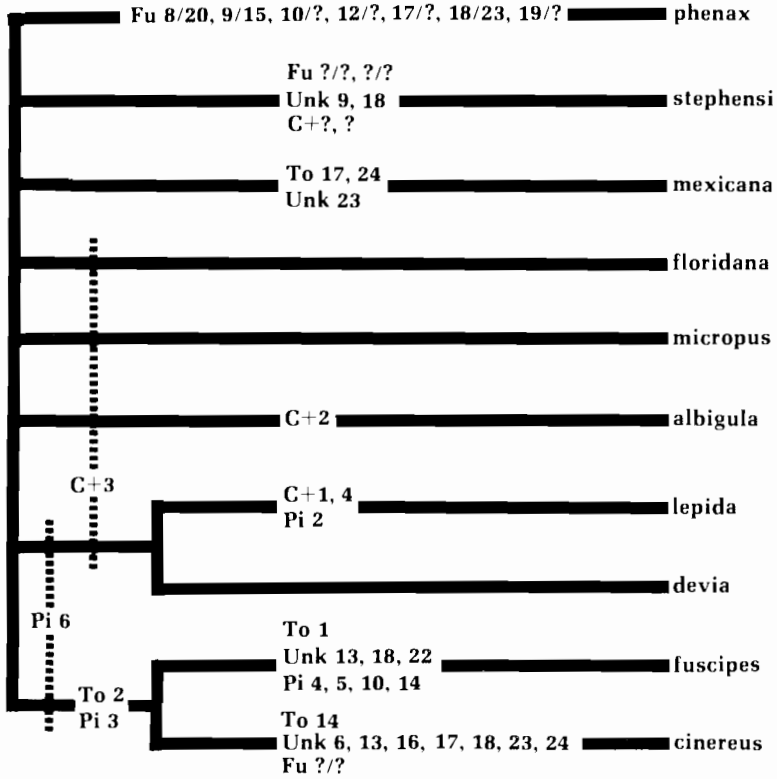 Fu 8/20, 9/15, 10/?, 12/?, 17/?, 18/23, 19/? phenax
Fu ?/?, ?/?
Unk 9, 18 stephensi
C+?, ?
To 17, 24 mexicana
Unk 23
floridana
micropus
C+2 albigula
C+3
C+1, 4 lepida
Pi 2
devia
Pi 6
To 1
Unk 13, 18, 22 fuscipes
Pi 4, 5, 10, 14
To 2
Pi 3
To 14
Unk 6, 13, 16, 17, 18, 23, 24 cinereus
Fu ?/?